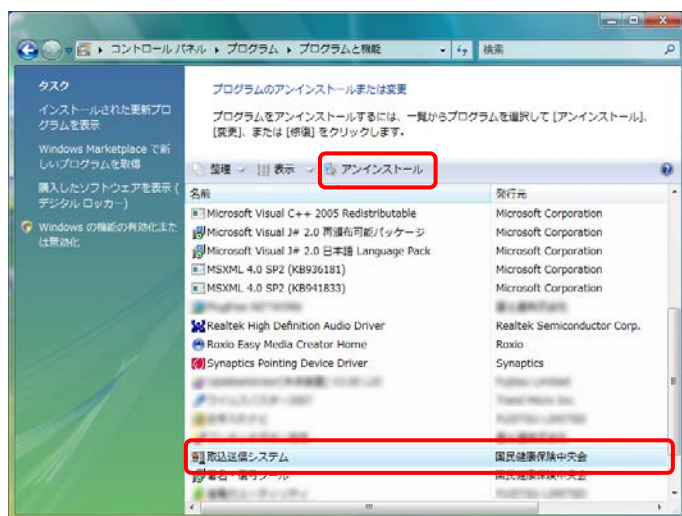 コントロール パネル ▸ プログラム ▸ プログラムと機能
検索
タスク
インストールされた更新プロ
グラムを表示
Windows Marketplace で新
しいプログラムを取得
購入したソフトウェアを表示 (
デジタル ロッカー)
Windows の機能の有効化また
は無効化
プログラムのアンインストールまたは変更
プログラムをアンインストールするには、一覧からプログラムを選択して [アンインストール]、
[変更]、または [修復] をクリックします。
整理 表示 アンインストール
名前 発行元
Microsoft Visual C++ 2005 Redistributable Microsoft Corporation
Microsoft Visual J# 2.0 再頒布可能パッケージ Microsoft Corporation
Microsoft Visual J# 2.0 日本語 Language Pack Microsoft Corporation
MSXML 4.0 SP2 (KB936181) Microsoft Corporation
MSXML 4.0 SP2 (KB941833) Microsoft Corporation
Realtek High Definition Audio Driver Realtek Semiconductor Corp.
Roxio Easy Media Creator Home Roxio
Synaptics Pointing Device Driver Synaptics
取込送信システム 国民健康保険中央会
国民健康保険中央会